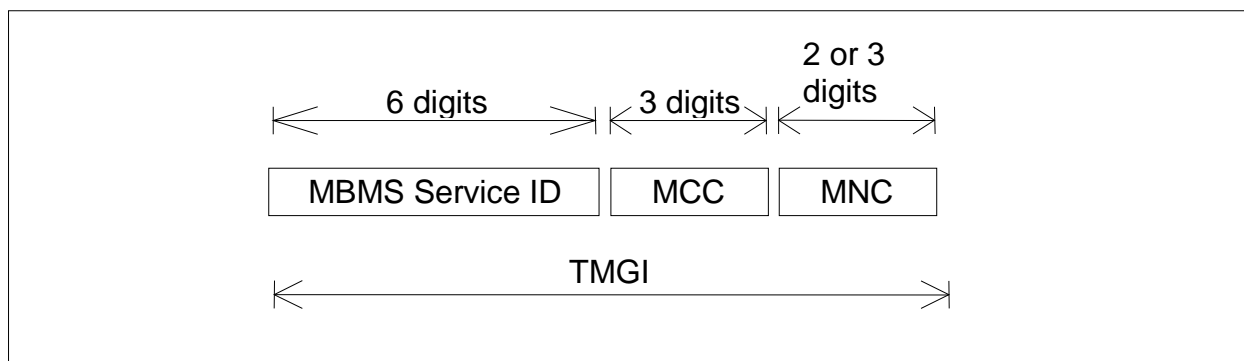 2 or 3
digits
6 digits
3 digits
MBMS Service ID
MCC
MNC
TMGI